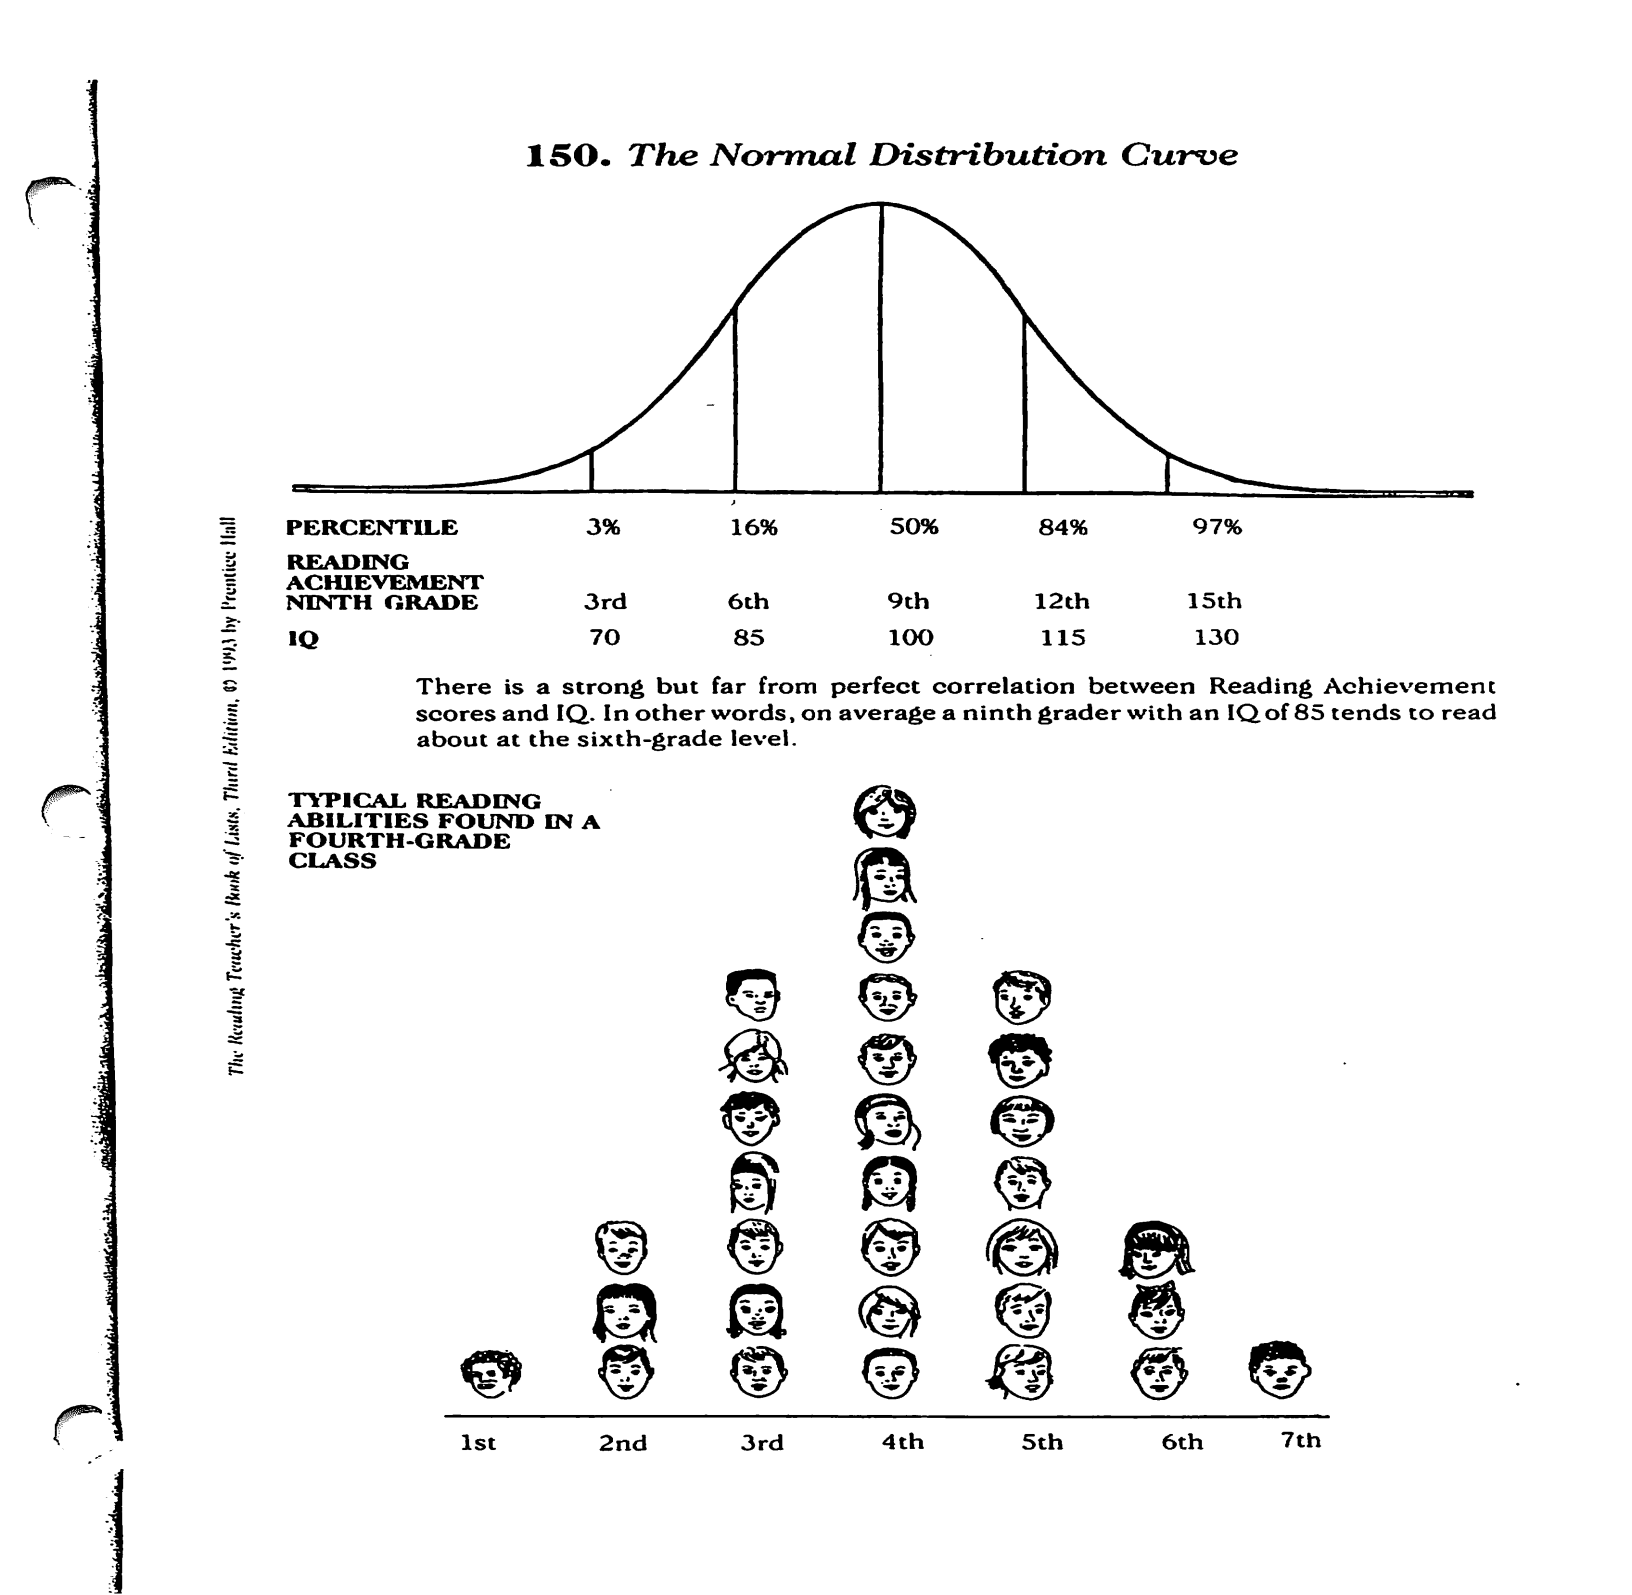 150. The Normal Distribution Curve
PERCENTILE 3% 16% 50% 84% 97%
READING
ACHIEVEMENT
NINTH GRADE 3rd 6th 9th 12th 15th
IQ 70 85 100 115 130
There is a strong but far from perfect correlation between Reading Achievement
scores and IQ. In other words, on average a ninth grader with an IQ of 85 tends to read
about at the sixth-grade level.
TYPICAL READING
ABILITIES FOUND IN A
FOURTH-GRADE
CLASS
1st 2nd 3rd 4th 5th 6th 7th
The Reading Teacher's Book of Lists, Third Edition, © 1993 by Prentice Hall